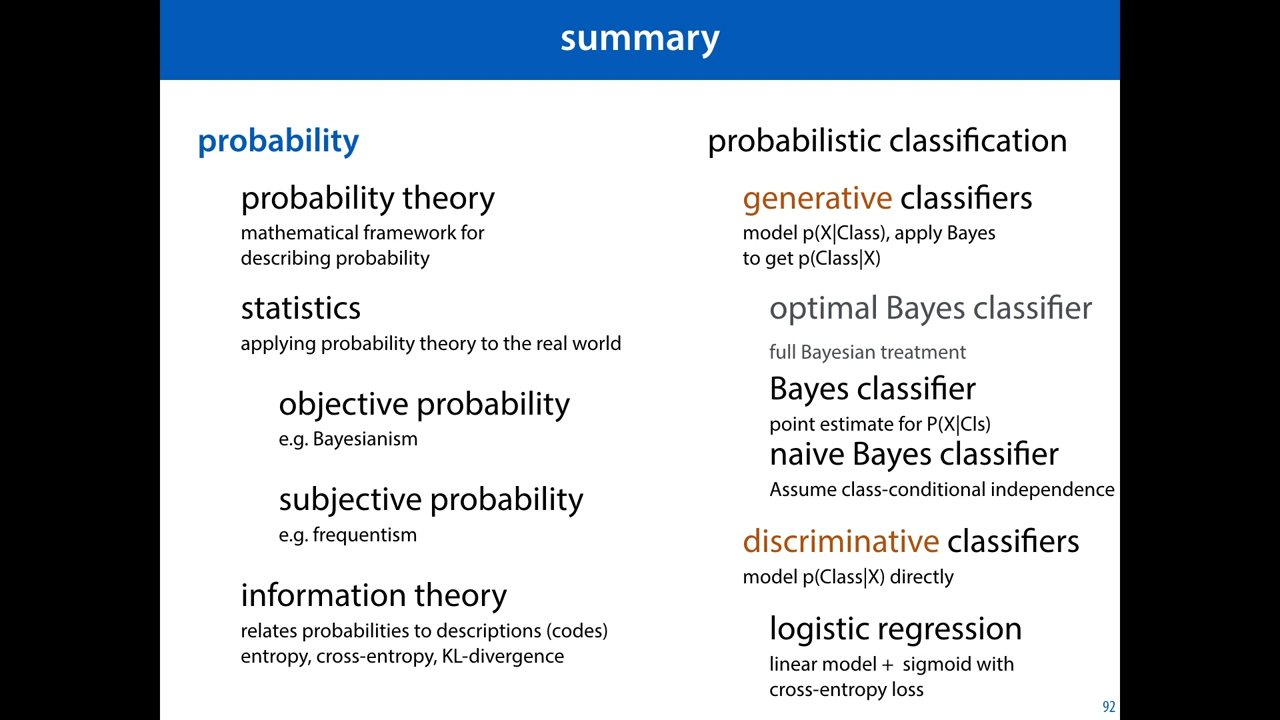 summary
probability
probability theory
mathematical framework for
describing probability
statistics
applying probability theory to the real world
objective probability
e.g. Bayesianism
subjective probability
e.g. frequentism
information theory
relates probabilities to descriptions (codes)
entropy, cross-entropy, KL-divergence
probabilistic classification
generative classifiers
model p(X|Class), apply Bayes
to get p(Class|X)
optimal Bayes classifier
full Bayesian treatment
Bayes classifier
point estimate for P(X|Cls)
naive Bayes classifier
Assume class-conditional independence
discriminative classifiers
model p(Class|X) directly
logistic regression
linear model + sigmoid with
cross-entropy loss
92